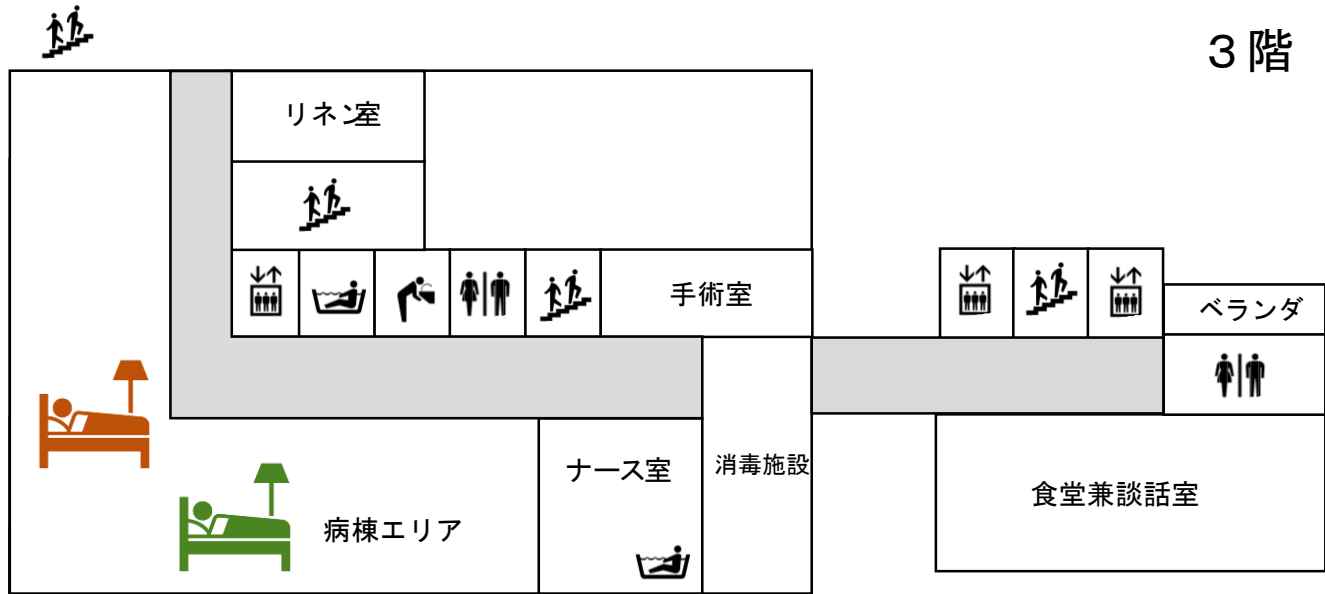 3階
リネン室
手術室
ベランダ
ナース室
消毒施設
病棟エリア
食堂兼談話室